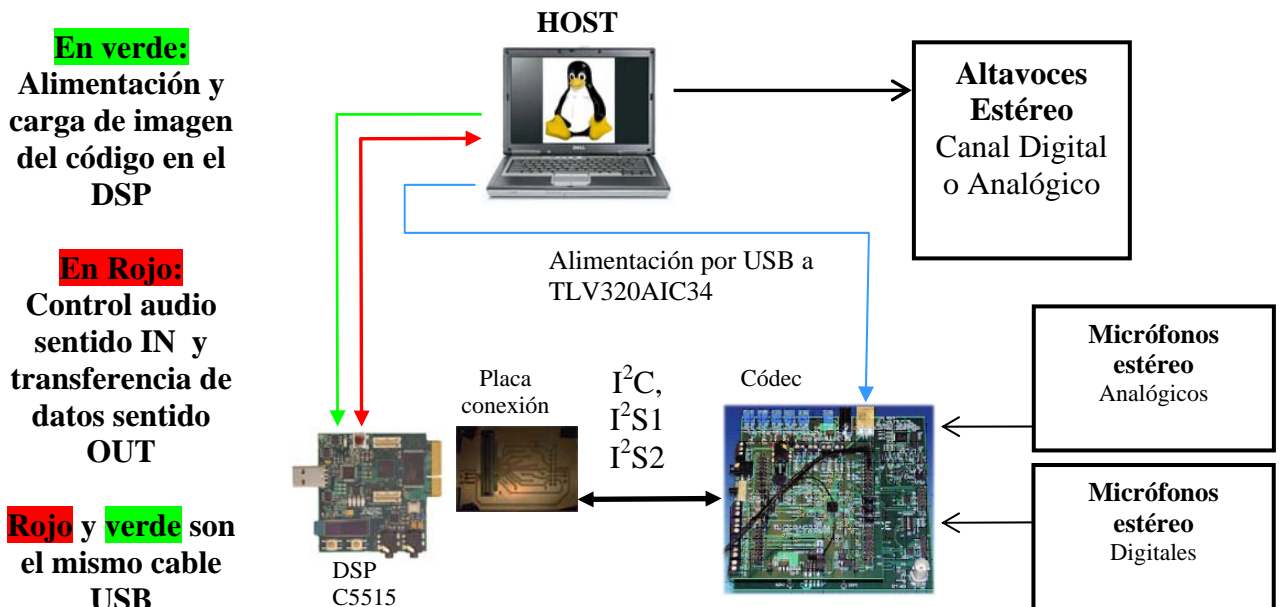 En verde:
Alimentación y
carga de imagen
del código en el
DSP
En Rojo:
Control audio
sentido IN y
transferencia de
datos sentido
OUT
Rojo y verde son
el mismo cable
USB
HOST
DELL
Altavoces
Estéreo
Canal Digital
o Analógico
Alimentación por USB a
TLV320AIC34
Placa
conexión
I²C,
I²S1
I²S2
Códec
DSP
C5515
Micrófonos
estéreo
Analógicos
Micrófonos
estéreo
Digitales